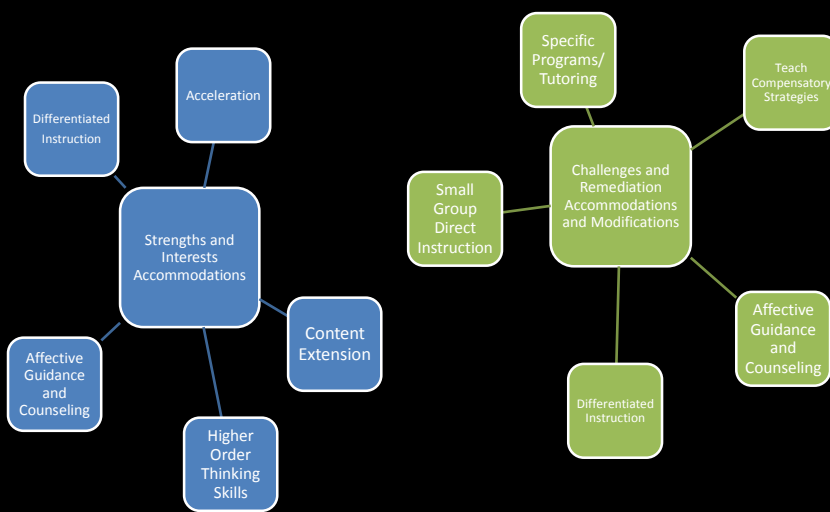 Differentiated
Instruction
Acceleration
Strengths and
Interests
Accommodations
Affective
Guidance
and
Counseling
Content
Extension
Higher
Order
Thinking
Skills
Specific
Programs/
Tutoring
Teach
Compensatory
Strategies
Challenges and
Remediation
Accommodations
and Modifications
Small
Group
Direct
Instruction
Affective
Guidance
and
Counseling
Differentiated
Instruction